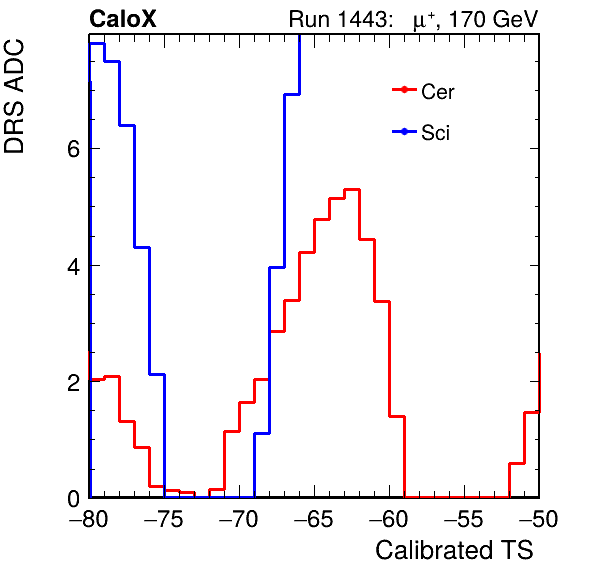 CaloX Run 1443: μ⁺, 170 GeV
DRS ADC
Cer
Sci
6
4
2
0
−80 −75 −70 −65 −60 −55 −50
Calibrated TS